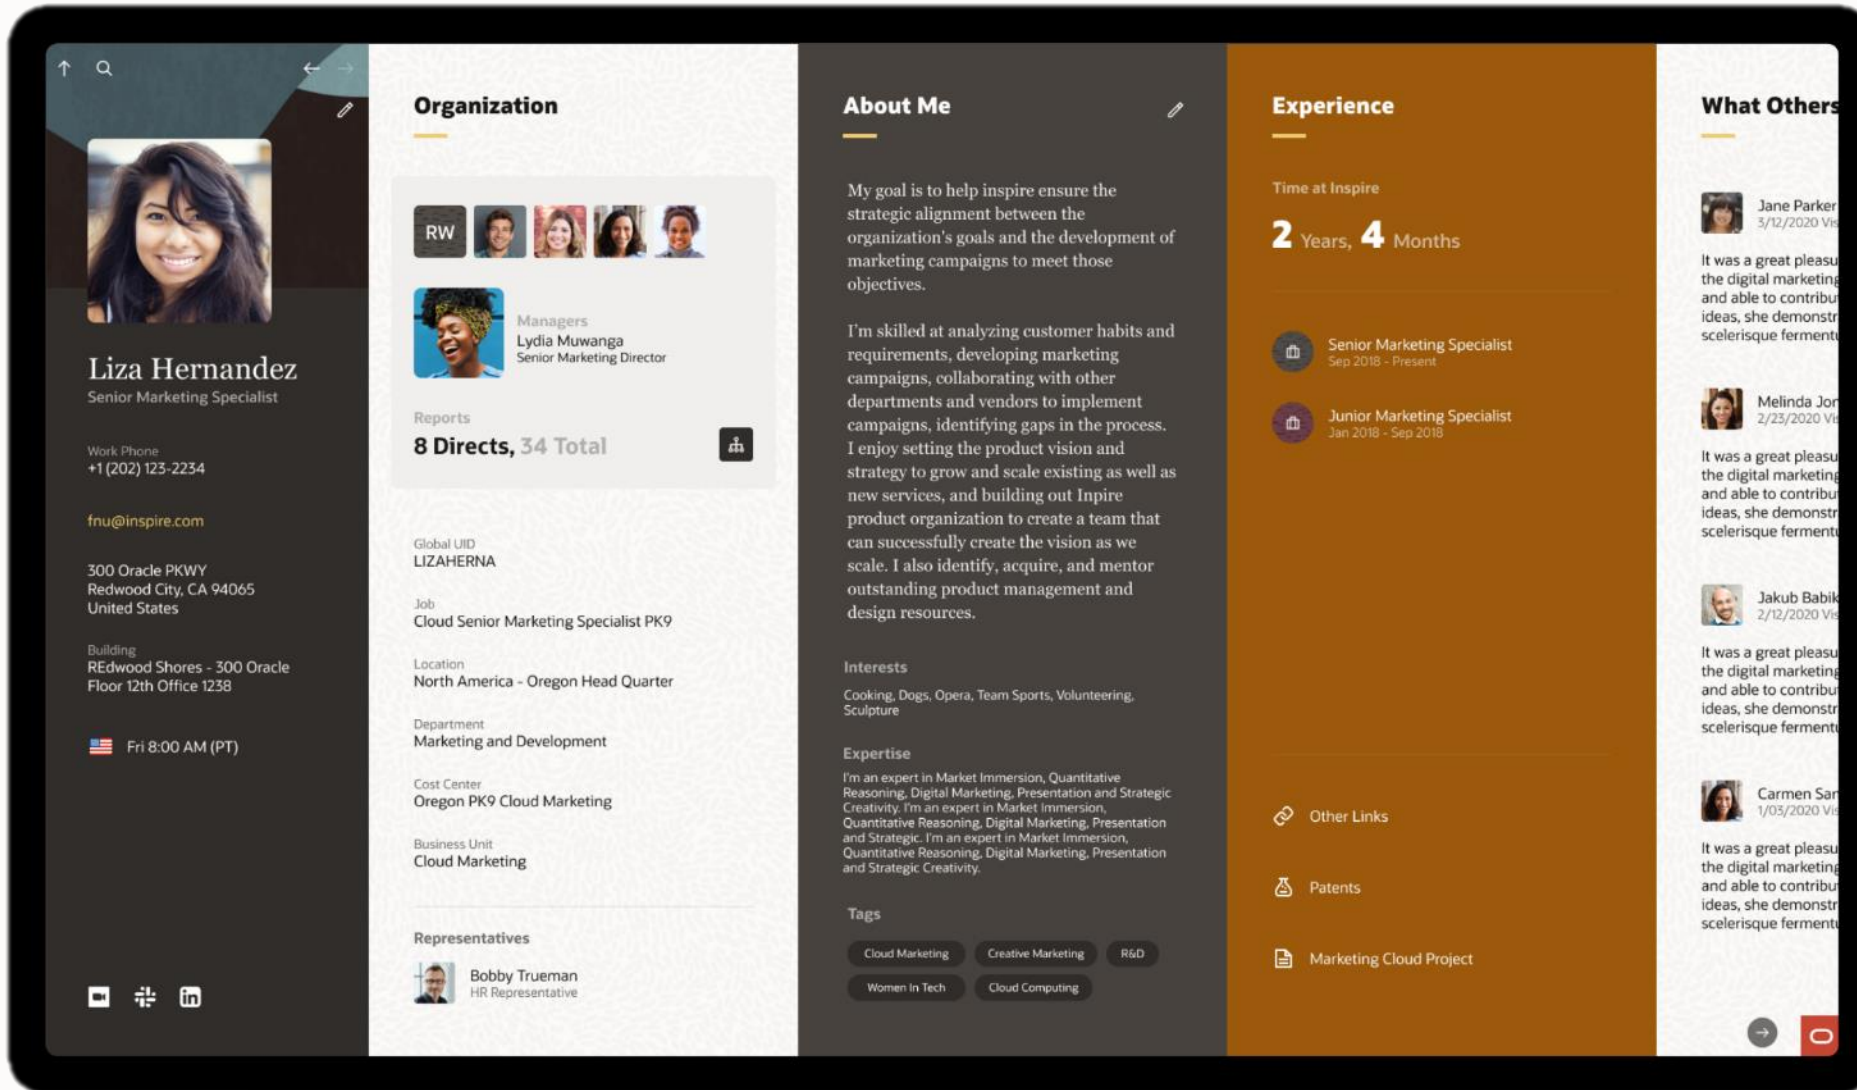 Liza Hernandez
Senior Marketing Specialist
Work Phone
+1 (202) 123-2234
fnu@inspire.com
300 Oracle PKWY
Redwood City, CA 94065
United States
Building
REdwood Shores - 300 Oracle
Floor 12th Office 1238
Fri 8:00 AM (PT)
Organization
RW
Managers
Lydia Muwanga
Senior Marketing Director
Reports
8 Directs, 34 Total
Global UID
LIZAHERNA
Job
Cloud Senior Marketing Specialist PK9
Location
North America - Oregon Head Quarter
Department
Marketing and Development
Cost Center
Oregon PK9 Cloud Marketing
Business Unit
Cloud Marketing
Representatives
Bobby Trueman
HR Representative
About Me
My goal is to help inspire ensure the
strategic alignment between the
organization's goals and the development of
marketing campaigns to meet those
objectives.
I'm skilled at analyzing customer habits and
requirements, developing marketing
campaigns, collaborating with other
departments and vendors to implement
campaigns, identifying gaps in the process.
I enjoy setting the product vision and
strategy to grow and scale existing as well as
new services, and building out Inpire
product organization to create a team that
can successfully create the vision as we
scale. I also identify, acquire, and mentor
outstanding product management and
design resources.
Interests
Cooking, Dogs, Opera, Team Sports, Volunteering,
Sculpture
Expertise
I'm an expert in Market Immersion, Quantitative
Reasoning, Digital Marketing, Presentation and Strategic
Creativity. I'm an expert in Market Immersion,
Quantitative Reasoning, Digital Marketing, Presentation
and Strategic. I'm an expert in Market Immersion,
Quantitative Reasoning, Digital Marketing, Presentation
and Strategic Creativity.
Tags
Cloud Marketing
Creative Marketing
R&D
Women In Tech
Cloud Computing
Experience
Time at Inspire
2 Years, 4 Months
Senior Marketing Specialist
Sep 2018 - Present
Junior Marketing Specialist
Jan 2018 - Sep 2018
Other Links
Patents
Marketing Cloud Project
What Others
Jane Parker
3/12/2020
It was a great
the digital marketing
and able to
ideas, she
scelerisque
Melinda
2/23/2020
It was a great
the digital marketing
and able to
ideas, she
scelerisque
Jakub
2/12/2020
It was a great
the digital marketing
and able to
ideas, she
scelerisque
Carmen
1/03/2020
It was a great
the digital marketing
and able to
ideas, she
scelerisque